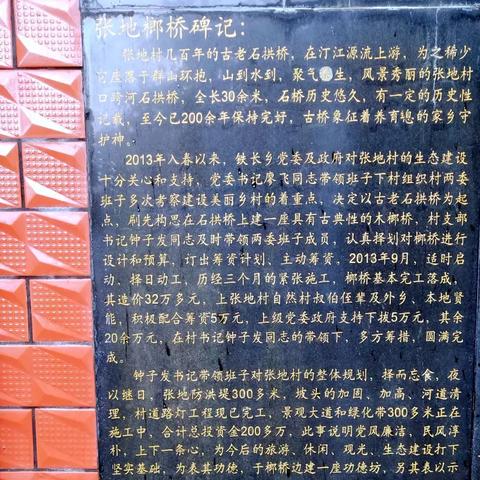 张地榔桥碑记：
张地村几百年的古老石拱桥，在汀江源流上游，为之稀少
它座落于群山环抱，山到水到，聚气生，风景秀丽的张地村
口跨河石拱桥，全长30余米，石桥历史悠久，有一定的历史性
记载，至今已200余年保持完好，古桥象征着养育咱的家乡守
护神。
2013年入春以来，铁长乡党委及政府对张地村的生态建设
十分关心和支持，党委书记廖飞同志带领班子下村组织村两委
班子多次考察建设美丽乡村的着重点，决定以古老石拱桥为起
点，刷先构思在石拱桥上建一座具有古典性的木榔桥，村支部
书记钟子发同志及时带领两委班子成员，认真择划对榔桥进行
设计和预算，订出筹资计划、主动筹资。2013年9月，适时启
动、择日动工，历经三个月的紧张施工，榔桥基本完工落成，
其造价32万多元，上张地村自然村叔伯侄辈及外乡、本地贤
能，积极配合筹资5万元，上级党委政府支持下拔5万元，其余
20余万元，在村书记钟子发同志的带领下，多方筹措，圆满完
成。
钟子发书记带领班子对张地村的整体规划，择而忘食，夜
以继日，张地防洪堤300多米，坡头的加固、加高、河道清
理，村道路灯工程现已完工，景观大道和绿化带300多米正在
施工中，合计总投资金200多万，此事说明党风廉洁，民风淳
朴，上下一条心，为今后的旅游、休闲、观光、生态建设打下
坚实基础，为表其功德，于榔桥边建一座功德坊，另其表以示